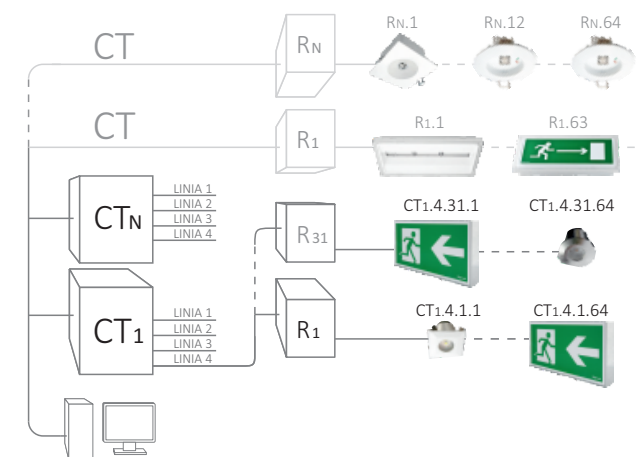 CT RN RN.1 RN.12 RN.64
CT R1 R1.1 R1.63
CTN LINIA 1
LINIA 2
LINIA 3
LINIA 4
R31 CT1.4.31.1 CT1.4.31.64
CT1 LINIA 1
LINIA 2
LINIA 3
LINIA 4
R1 CT1.4.1.1 CT1.4.1.64